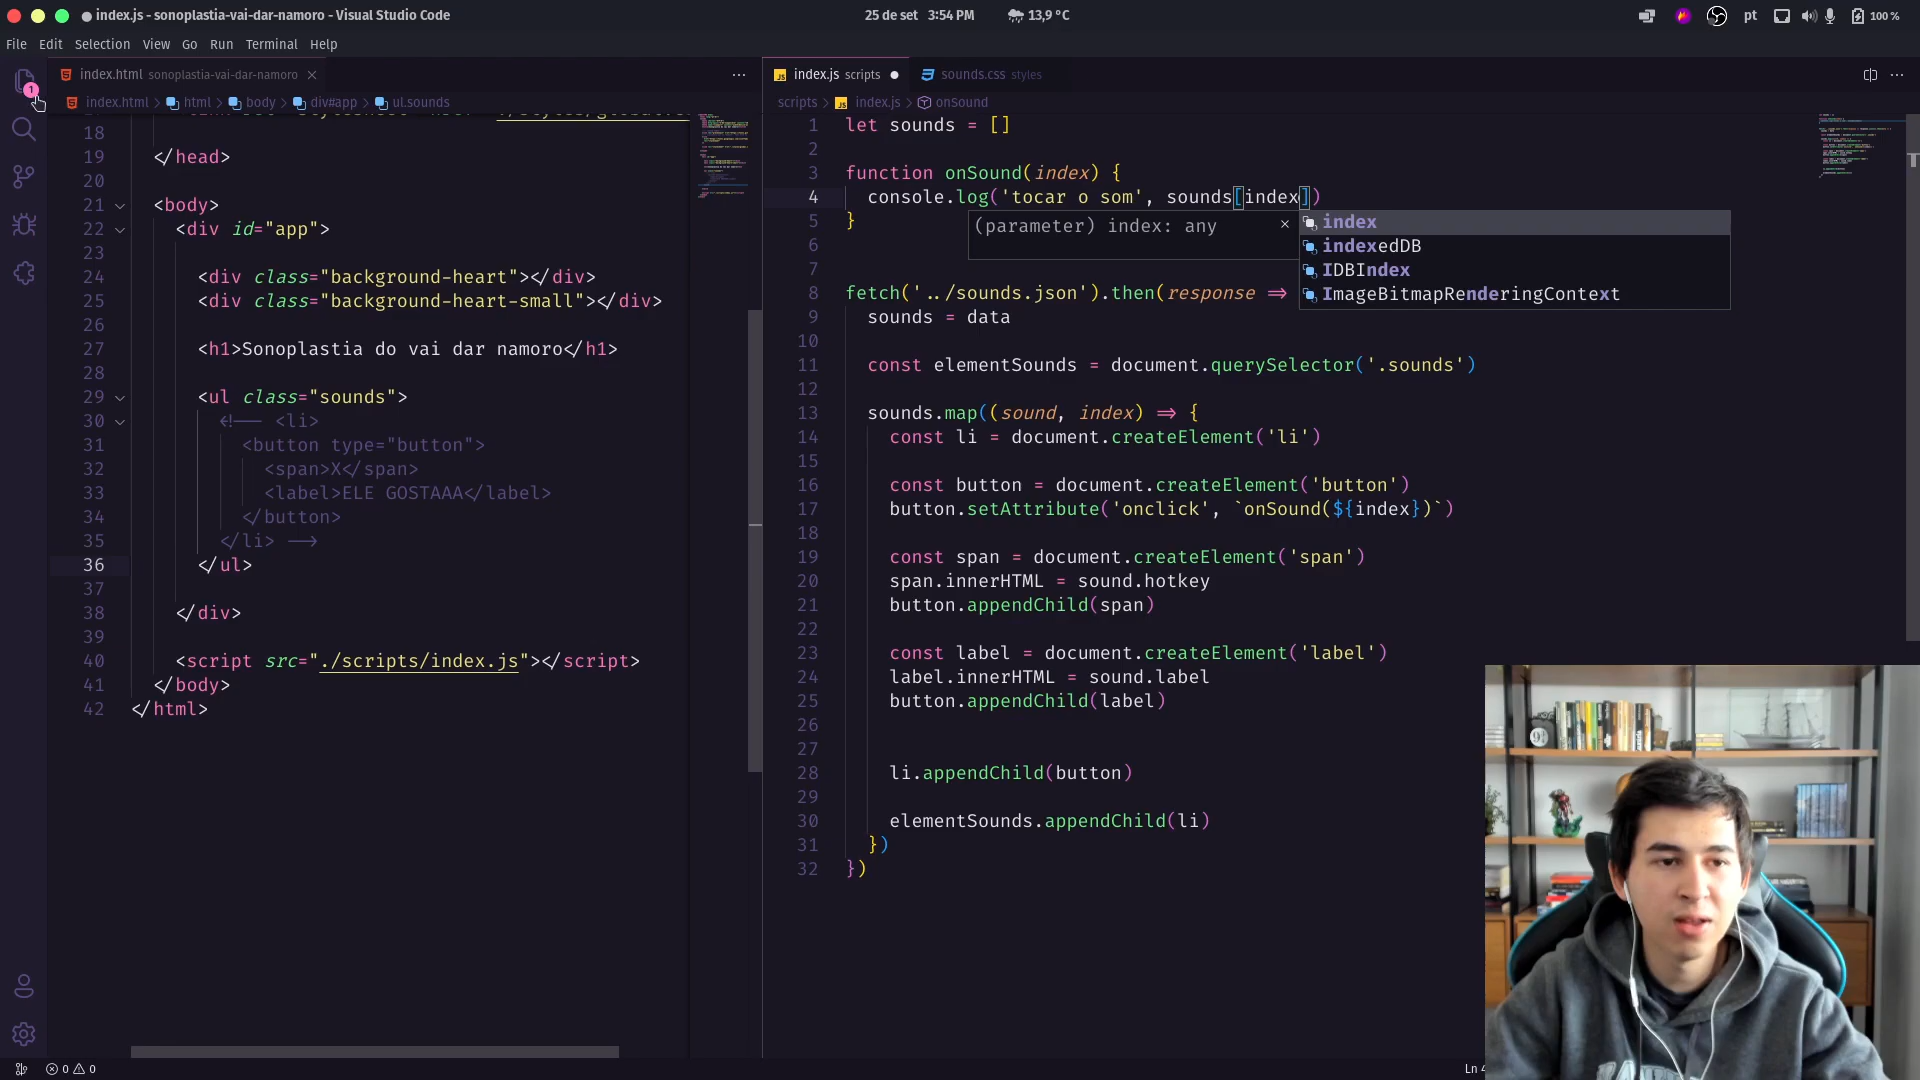 index.js - sonoplastia-vai-dar-namoro - Visual Studio Code
25 de set 3:54 PM
13,9 °C
pt
100 %
File Edit Selection View Go Run Terminal Help
1
index.html sonoplastia-vai-dar-namoro
index.html > html > body > div#app > ul.sounds
18
19 </head>
20
21 <body>
22 <div id="app">
23
24 <div class="background-heart"></div>
25 <div class="background-heart-small"></div>
26
27 <h1>Sonoplastia do vai dar namoro</h1>
28
29 <ul class="sounds">
30 <!-- <li>
31 <button type="button">
32 <span>X</span>
33 <label>ELE GOSTAAA</label>
34 </button>
35 </li> -->
36 </ul>
37
38 </div>
39
40 <script src="./scripts/index.js"></script>
41 </body>
42 </html>
index.js scripts
sounds.css styles
scripts > index.js > onSound
1 let sounds = []
2
3 function onSound(index) {
4 console.log('tocar o som', sounds[index])
5 }
6
7
8 fetch('../sounds.json').then(response =>
9 sounds = data
10
11 const elementSounds = document.querySelector('.sounds')
12
13 sounds.map((sound, index) => {
14 const li = document.createElement('li')
15
16 const button = document.createElement('button')
17 button.setAttribute('onclick', `onSound(${index})`)
18
19 const span = document.createElement('span')
20 span.innerHTML = sound.hotkey
21 button.appendChild(span)
22
23 const label = document.createElement('label')
24 label.innerHTML = sound.label
25 button.appendChild(label)
26
27
28 li.appendChild(button)
29
30 elementSounds.appendChild(li)
31 })
32 })
(parameter) index: any
index
indexedDB
IDBIndex
ImageBitmapRenderingContext
0 0
Ln